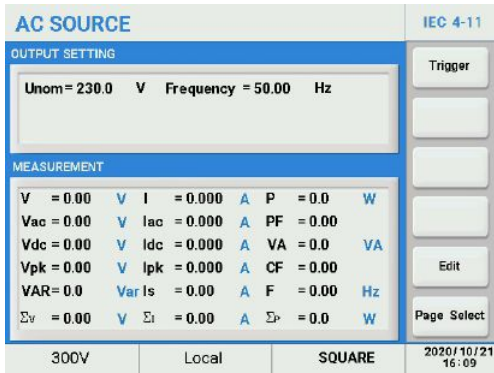 AC SOURCE
IEC 4-11
OUTPUT SETTING
Unom = 230.0 V Frequency = 50.00 Hz
Trigger
MEASUREMENT
V = 0.00 V I = 0.000 A P = 0.0 W
Vac = 0.00 V Iac = 0.000 A PF = 0.00
Vdc = 0.00 V Idc = 0.000 A VA = 0.0 VA
Vpk = 0.00 V Ipk = 0.000 A CF = 0.00
VAR= 0.0 Var Is = 0.00 A F = 0.00 Hz
Σv = 0.00 V ΣI = 0.00 A ΣP = 0.0 W
Edit
Page Select
300V Local SQUARE
2020/10/21
16:09